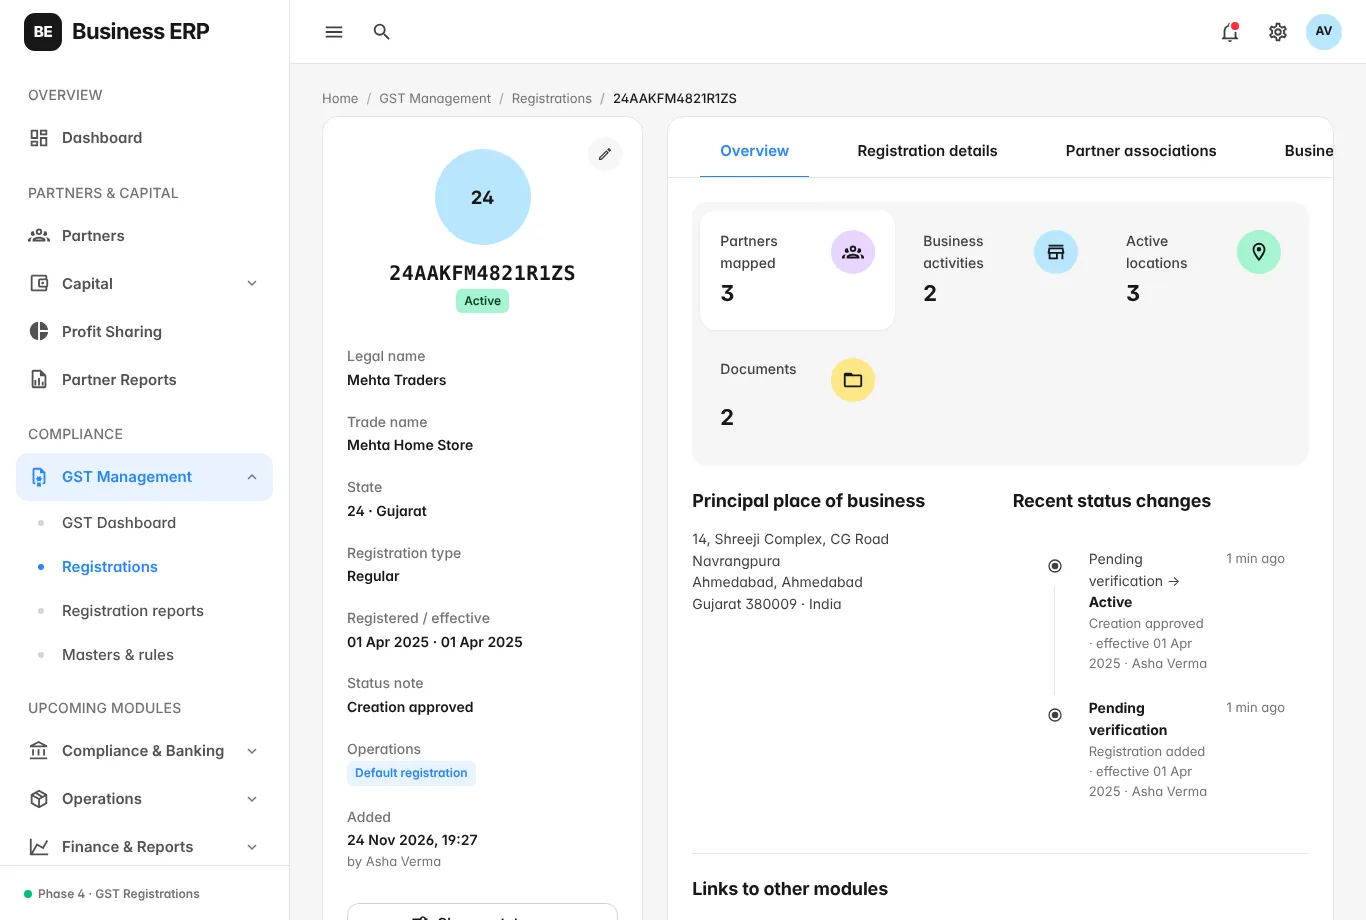 BE Business ERP
AV
OVERVIEW
Dashboard
PARTNERS & CAPITAL
Partners
Capital
Profit Sharing
Partner Reports
COMPLIANCE
GST Management
GST Dashboard
Registrations
Registration reports
Masters & rules
UPCOMING MODULES
Compliance & Banking
Operations
Finance & Reports
Phase 4 · GST Registrations
Home / GST Management / Registrations / 24AAKFM4821R1ZS
24
24AAKFM4821R1ZS
Active
Legal name
Mehta Traders
Trade name
Mehta Home Store
State
24 · Gujarat
Registration type
Regular
Registered / effective
01 Apr 2025 · 01 Apr 2025
Status note
Creation approved
Operations
Default registration
Added
24 Nov 2026, 19:27
by Asha Verma
Overview Registration details Partner associations Busine
Partners
mapped
3
Business
activities
2
Active
locations
3
Documents
2
Principal place of business
14, Shreeji Complex, CG Road
Navrangpura
Ahmedabad, Ahmedabad
Gujarat 380009 · India
Recent status changes
Pending
verification →
Active
Creation approved
· effective 01 Apr
2025 · Asha Verma
1 min ago
Pending
verification
Registration added
· effective 01 Apr
2025 · Asha Verma
1 min ago
Links to other modules